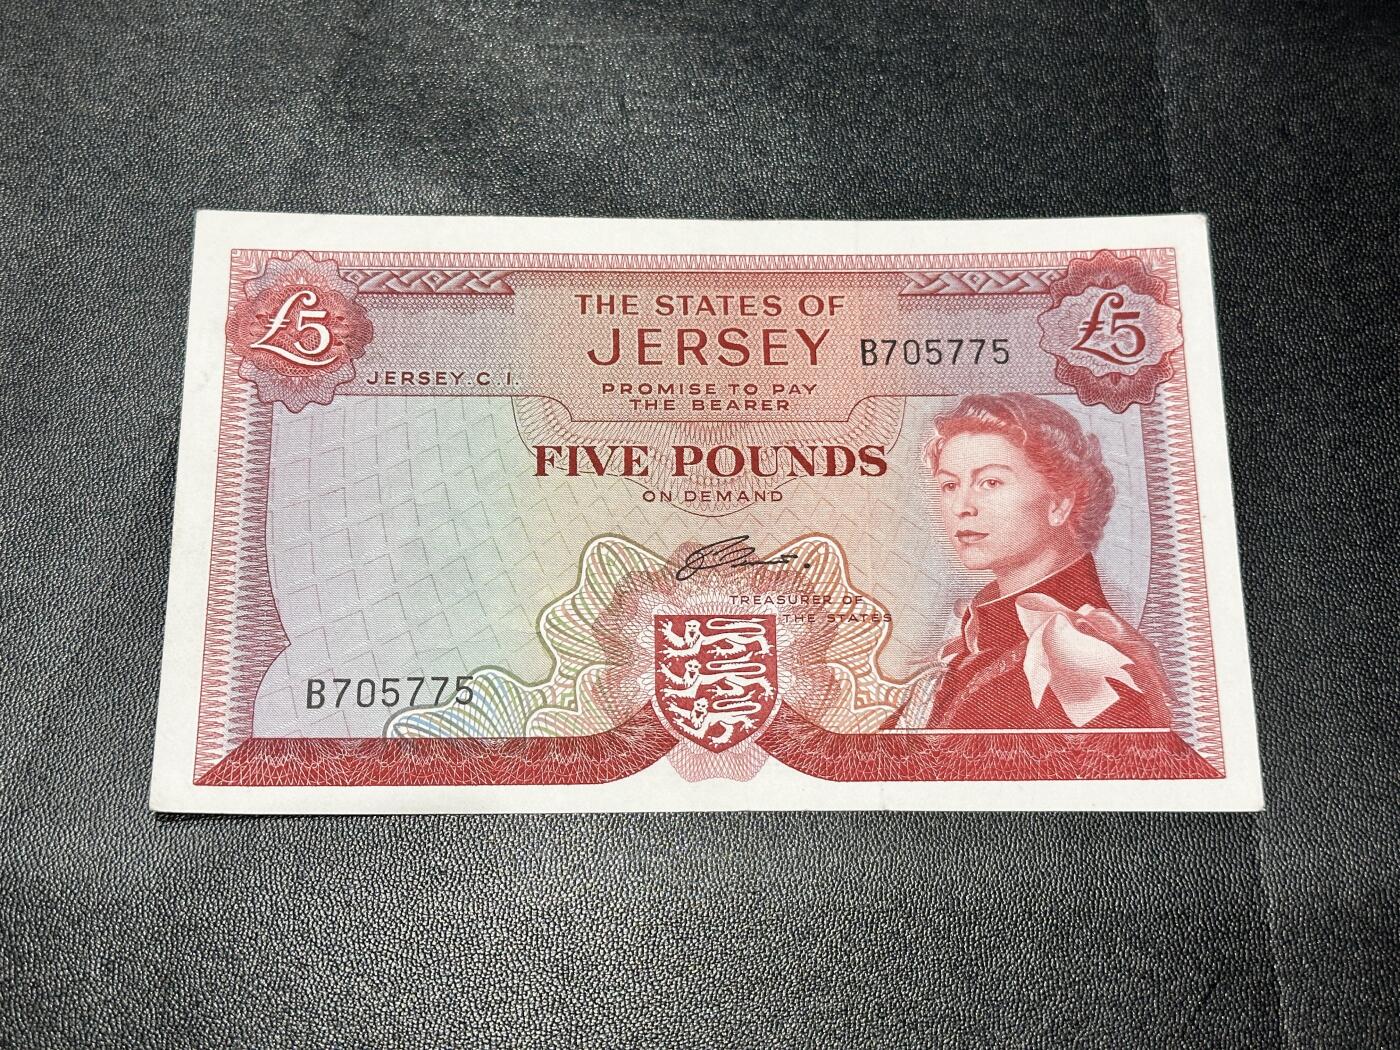 £5
£5
THE STATES OF
JERSEY
B705775
JERSEY.C.I.
PROMISE TO PAY
THE BEARER
FIVE POUNDS
ON DEMAND
TREASURER OF
THE STATES
B705775